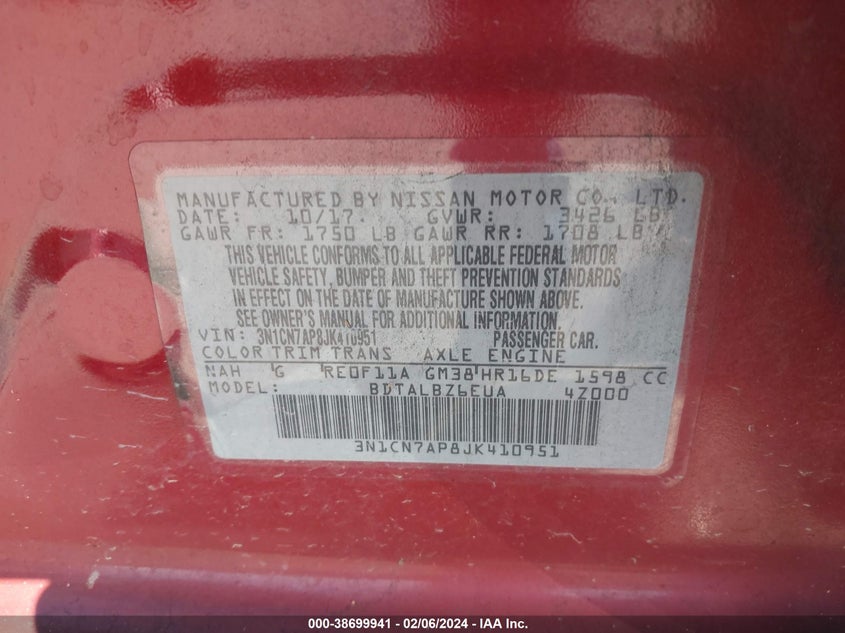 MANUFACTURED BY NISSAN MOTOR CO., LTD.
DATE: 10/17. GVWR: 3426 LB
GAWR FR: 1750 LB GAWR RR: 1708 LB
THIS VEHICLE CONFORMS TO ALL APPLICABLE FEDERAL MOTOR
VEHICLE SAFETY, BUMPER AND THEFT PREVENTION STANDARDS
IN EFFECT ON THE DATE OF MANUFACTURE SHOWN ABOVE.
SEE OWNER'S MANUAL FOR ADDITIONAL INFORMATION.
VIN: 3N1CN7AP8JK410951 PASSENGER CAR.
COLOR TRIM TRANS AXLE ENGINE
NAH G RE0F11A GM38 HR16DE 1598 CC
MODEL: BDTALBZ6EUA 4Z000
3N1CN7AP8JK410951
000-38699941 - 02/06/2024 - IAA Inc.